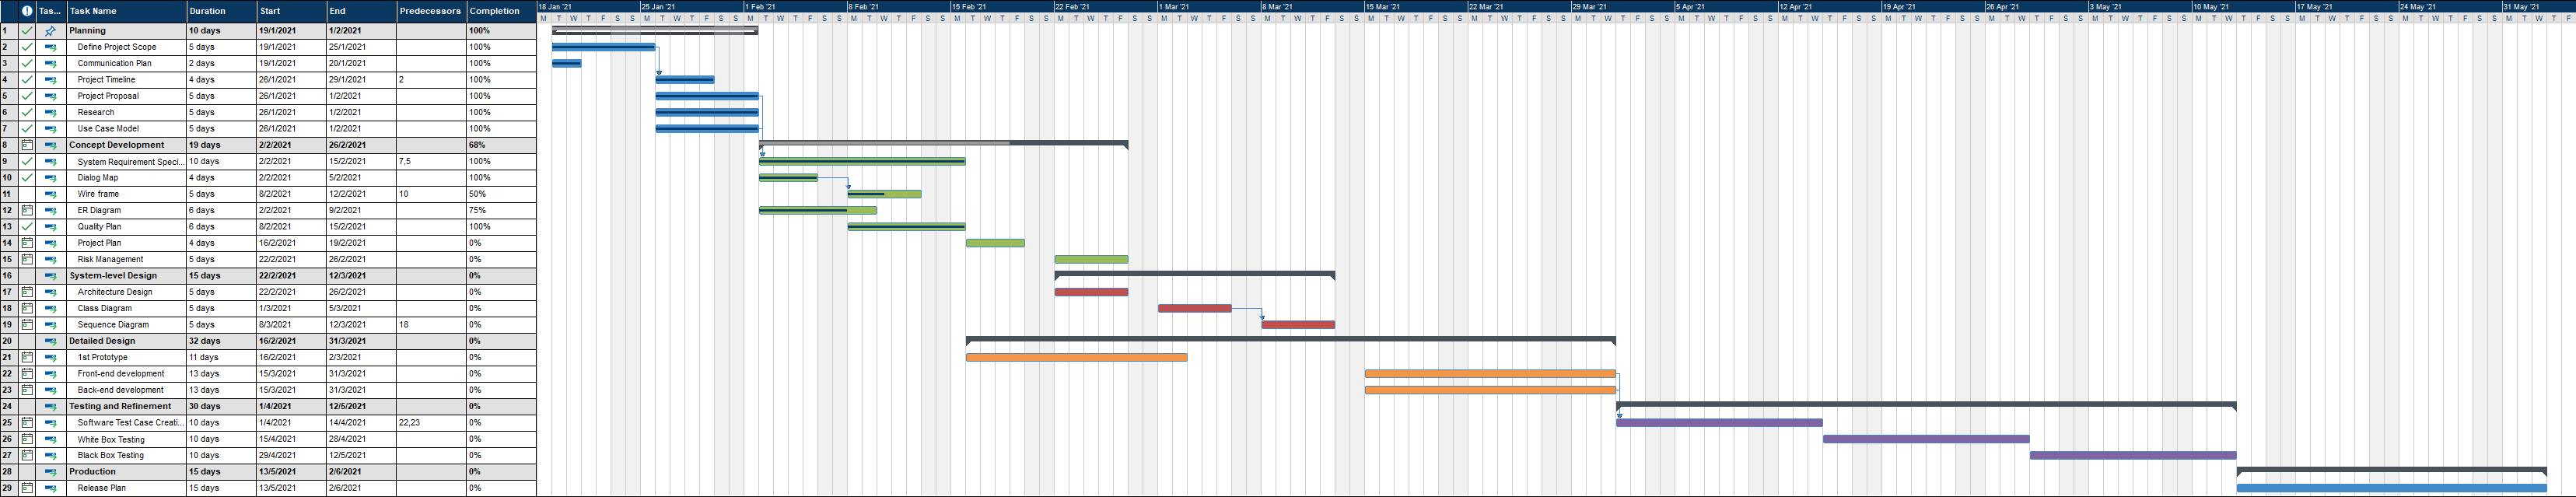 Tas... Task Name Duration Start End Predecessors Completion 18 Jan '21 25 Jan '21 1 Feb '21 8 Feb '21 15 Feb '21 22 Feb '21 1 Mar '21 8 Mar '21 15 Mar '21 22 Mar '21 29 Mar '21 5 Apr '21 12 Apr '21 19 Apr '21 26 Apr '21 3 May '21 10 May '21 17 May '21 24 May '21 31 May '21
M T W T F S S M T W T F S S M T W T F S S M T W T F S S M T W T F S S M T W T F S S M T W T F S S M T W T F S S M T W T F S S M T W T F S S M T W T F S S M T W T F S S M T W T F S S M T W T F S S M T W T F S S M T W T F S S M T W T F S S M T W T F S S M T W T F S S M T W T F S S M T W T F
1 Planning 10 days 19/1/2021 1/2/2021 100%
2 Define Project Scope 5 days 19/1/2021 25/1/2021 100%
3 Communication Plan 2 days 19/1/2021 20/1/2021 100%
4 Project Timeline 4 days 26/1/2021 29/1/2021 2 100%
5 Project Proposal 5 days 26/1/2021 1/2/2021 100%
6 Research 5 days 26/1/2021 1/2/2021 100%
7 Use Case Model 5 days 26/1/2021 1/2/2021 100%
8 Concept Development 19 days 2/2/2021 26/2/2021 68%
9 System Requirement Speci... 10 days 2/2/2021 15/2/2021 7,5 100%
10 Dialog Map 4 days 2/2/2021 5/2/2021 100%
11 Wire frame 5 days 8/2/2021 12/2/2021 10 50%
12 ER Diagram 6 days 2/2/2021 9/2/2021 75%
13 Quality Plan 6 days 8/2/2021 15/2/2021 100%
14 Project Plan 4 days 16/2/2021 19/2/2021 0%
15 Risk Management 5 days 22/2/2021 26/2/2021 0%
16 System-level Design 15 days 22/2/2021 12/3/2021 0%
17 Architecture Design 5 days 22/2/2021 26/2/2021 0%
18 Class Diagram 5 days 1/3/2021 5/3/2021 0%
19 Sequence Diagram 5 days 8/3/2021 12/3/2021 18 0%
20 Detailed Design 32 days 16/2/2021 31/3/2021 0%
21 1st Prototype 11 days 16/2/2021 2/3/2021 0%
22 Front-end development 13 days 15/3/2021 31/3/2021 0%
23 Back-end development 13 days 15/3/2021 31/3/2021 0%
24 Testing and Refinement 30 days 1/4/2021 12/5/2021 0%
25 Software Test Case Creati... 10 days 1/4/2021 14/4/2021 22,23 0%
26 White Box Testing 10 days 15/4/2021 28/4/2021 0%
27 Black Box Testing 10 days 29/4/2021 12/5/2021 0%
28 Production 15 days 13/5/2021 2/6/2021 0%
29 Release Plan 15 days 13/5/2021 2/6/2021 0%